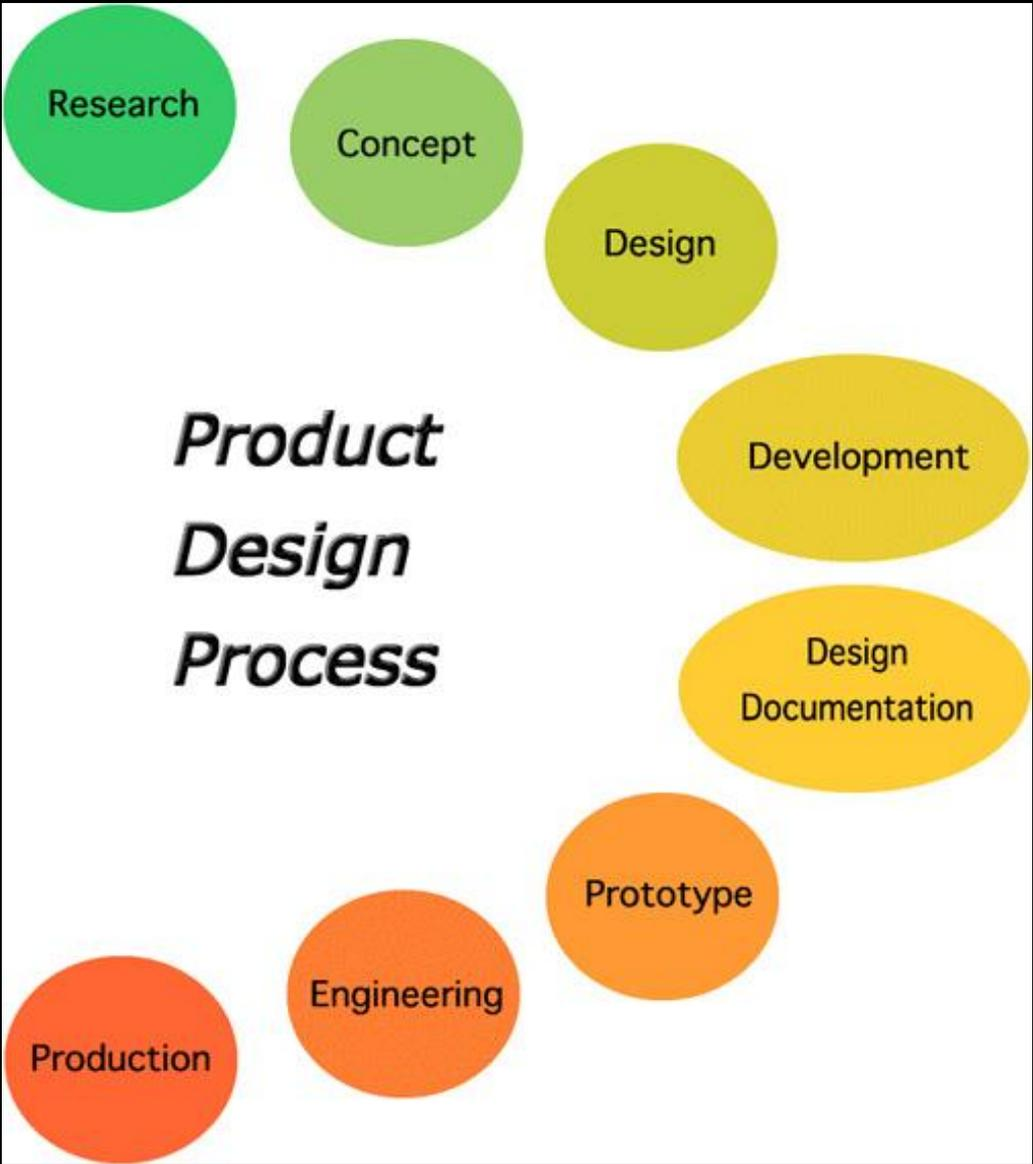 Research
Concept
Design
Development
Design
Documentation
Prototype
Engineering
Production
Product
Design
Process